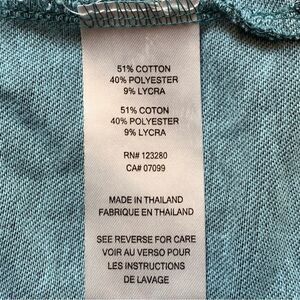 51% COTTON
40% POLYESTER
9% LYCRA
51% COTON
40% POLYESTER
9% LYCRA
RN# 123280
CA# 07099
MADE IN THAILAND
FABRIQUE EN THAILAND
SEE REVERSE FOR CARE
VOIR AU VERSO POUR
LES INSTRUCTIONS
DE LAVAGE